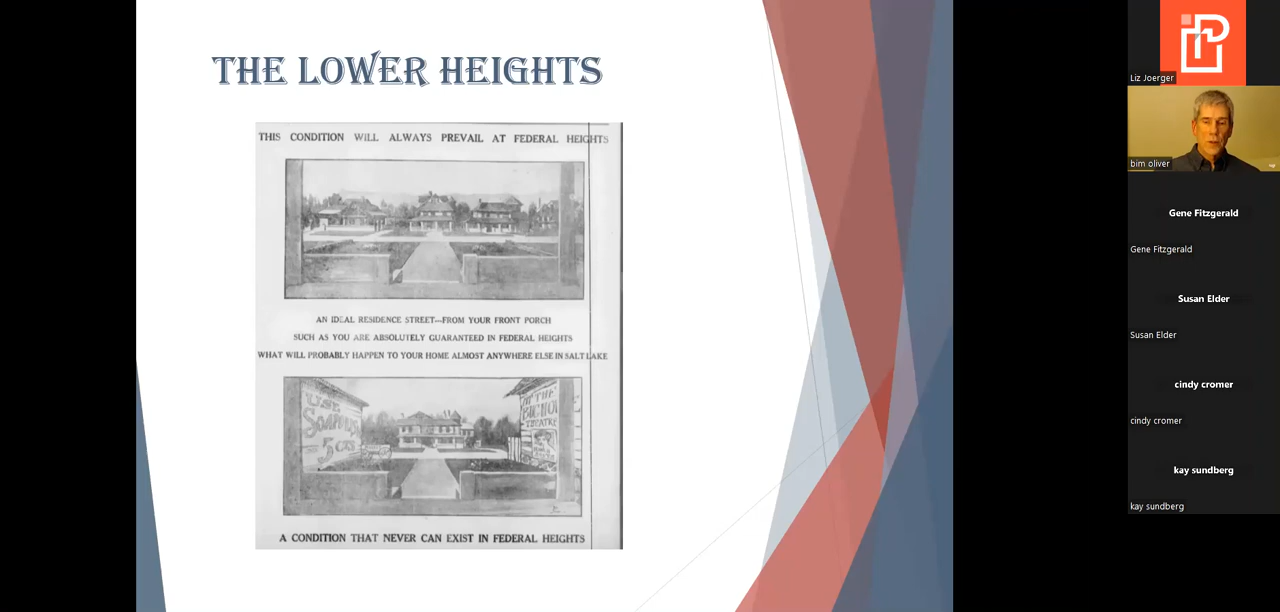 THE LOWER HEIGHTS
THIS CONDITION WILL ALWAYS PREVAIL AT FEDERAL HEIGHTS
AN IDEAL RESIDENCE STREET—FROM YOUR FRONT PORCH
SUCH AS YOU ARE ABSOLUTELY GUARANTEED IN FEDERAL HEIGHTS
WHAT WILL PROBABLY HAPPEN TO YOUR HOME ALMOST ANYWHERE ELSE IN SALT LAKE
USE
THE
THEATRE
A CONDITION THAT NEVER CAN EXIST IN FEDERAL HEIGHTS
Liz Joerger
bim oliver
Gene Fitzgerald
Gene Fitzgerald
Susan Elder
Susan Elder
cindy cromer
cindy cromer
kay sundberg
kay sundberg